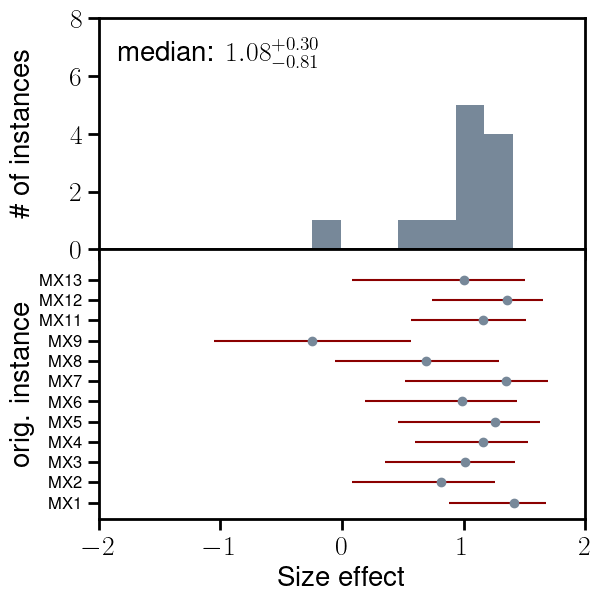 8
median: 1.08+0.30
−0.81
6
4
2
0
# of instances
MX13
MX12
MX11
MX9
MX8
MX7
MX6
MX5
MX4
MX3
MX2
MX1
orig. instance
−2 −1 0 1 2
Size effect